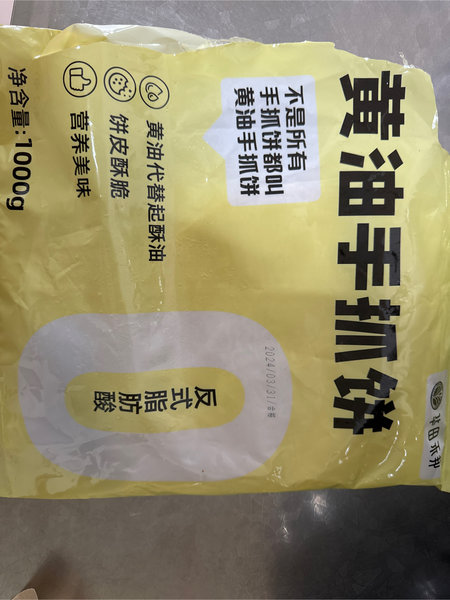 黄油手抓饼
不是所有
手抓饼都叫
黄油手抓饼
黄油代替起酥油
饼皮酥脆
营养美味
净含量:1000g
0
反式脂肪酸
2024/03/31/合格